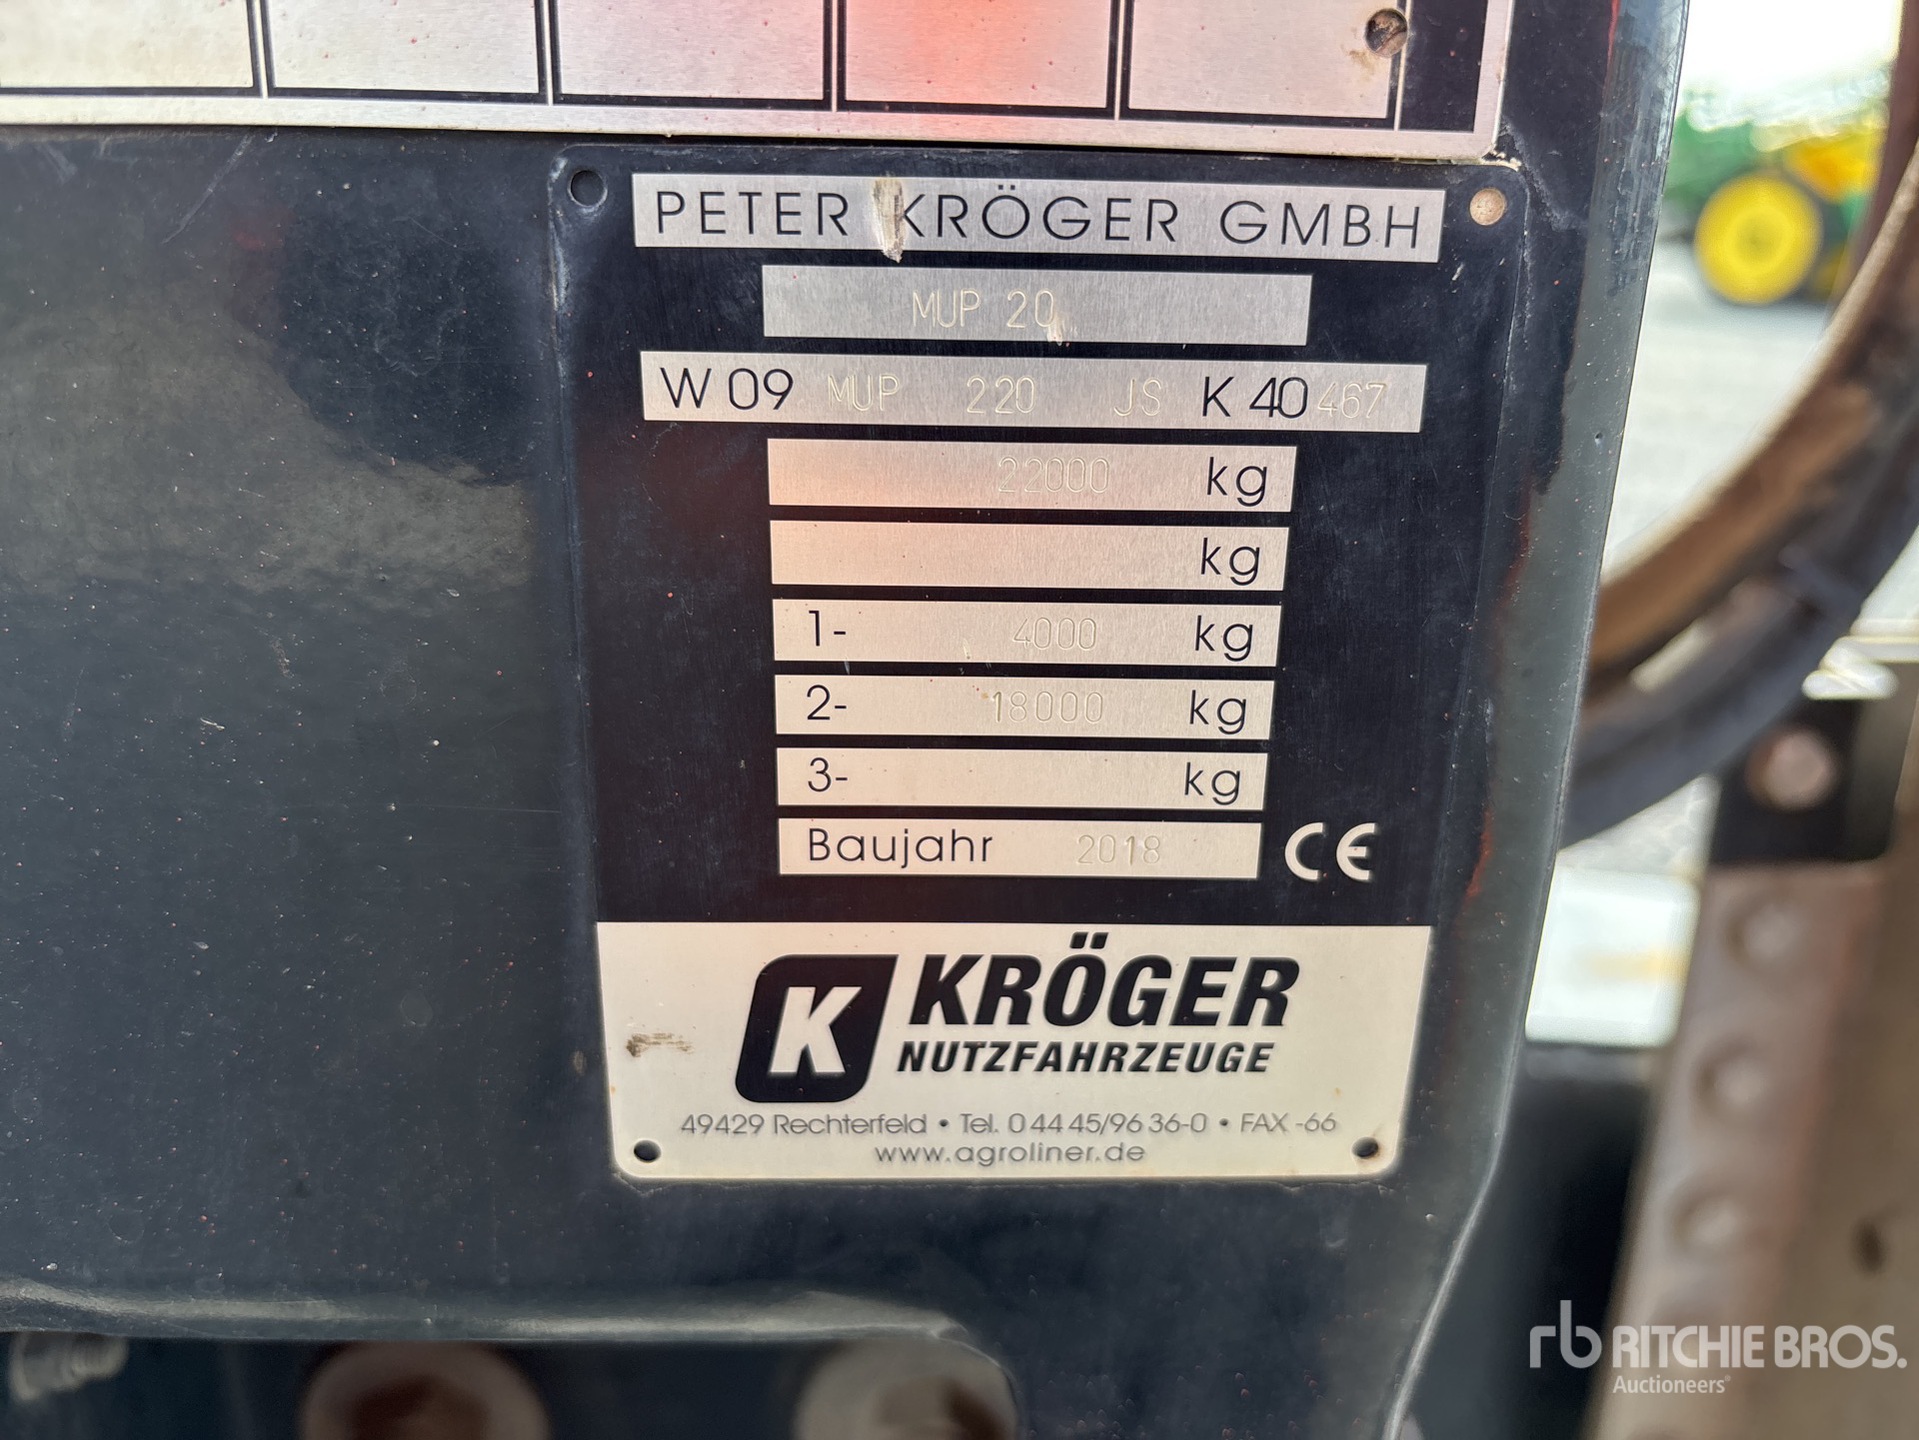 PETER KRÖGER GMBH
MUP 20
W 09 MUP 220 JS K 40 467
22000 kg
kg
1- 4000 kg
2- 18000 kg
3- kg
Baujahr 2018 CE
K KRÖGER
NUTZFAHRZEUGE
49429 Rechterfeld • Tel. 0 44 45/96 36-0 • FAX -66
www.agroliner.de
rb RITCHIE BROS.
Auctioneers®